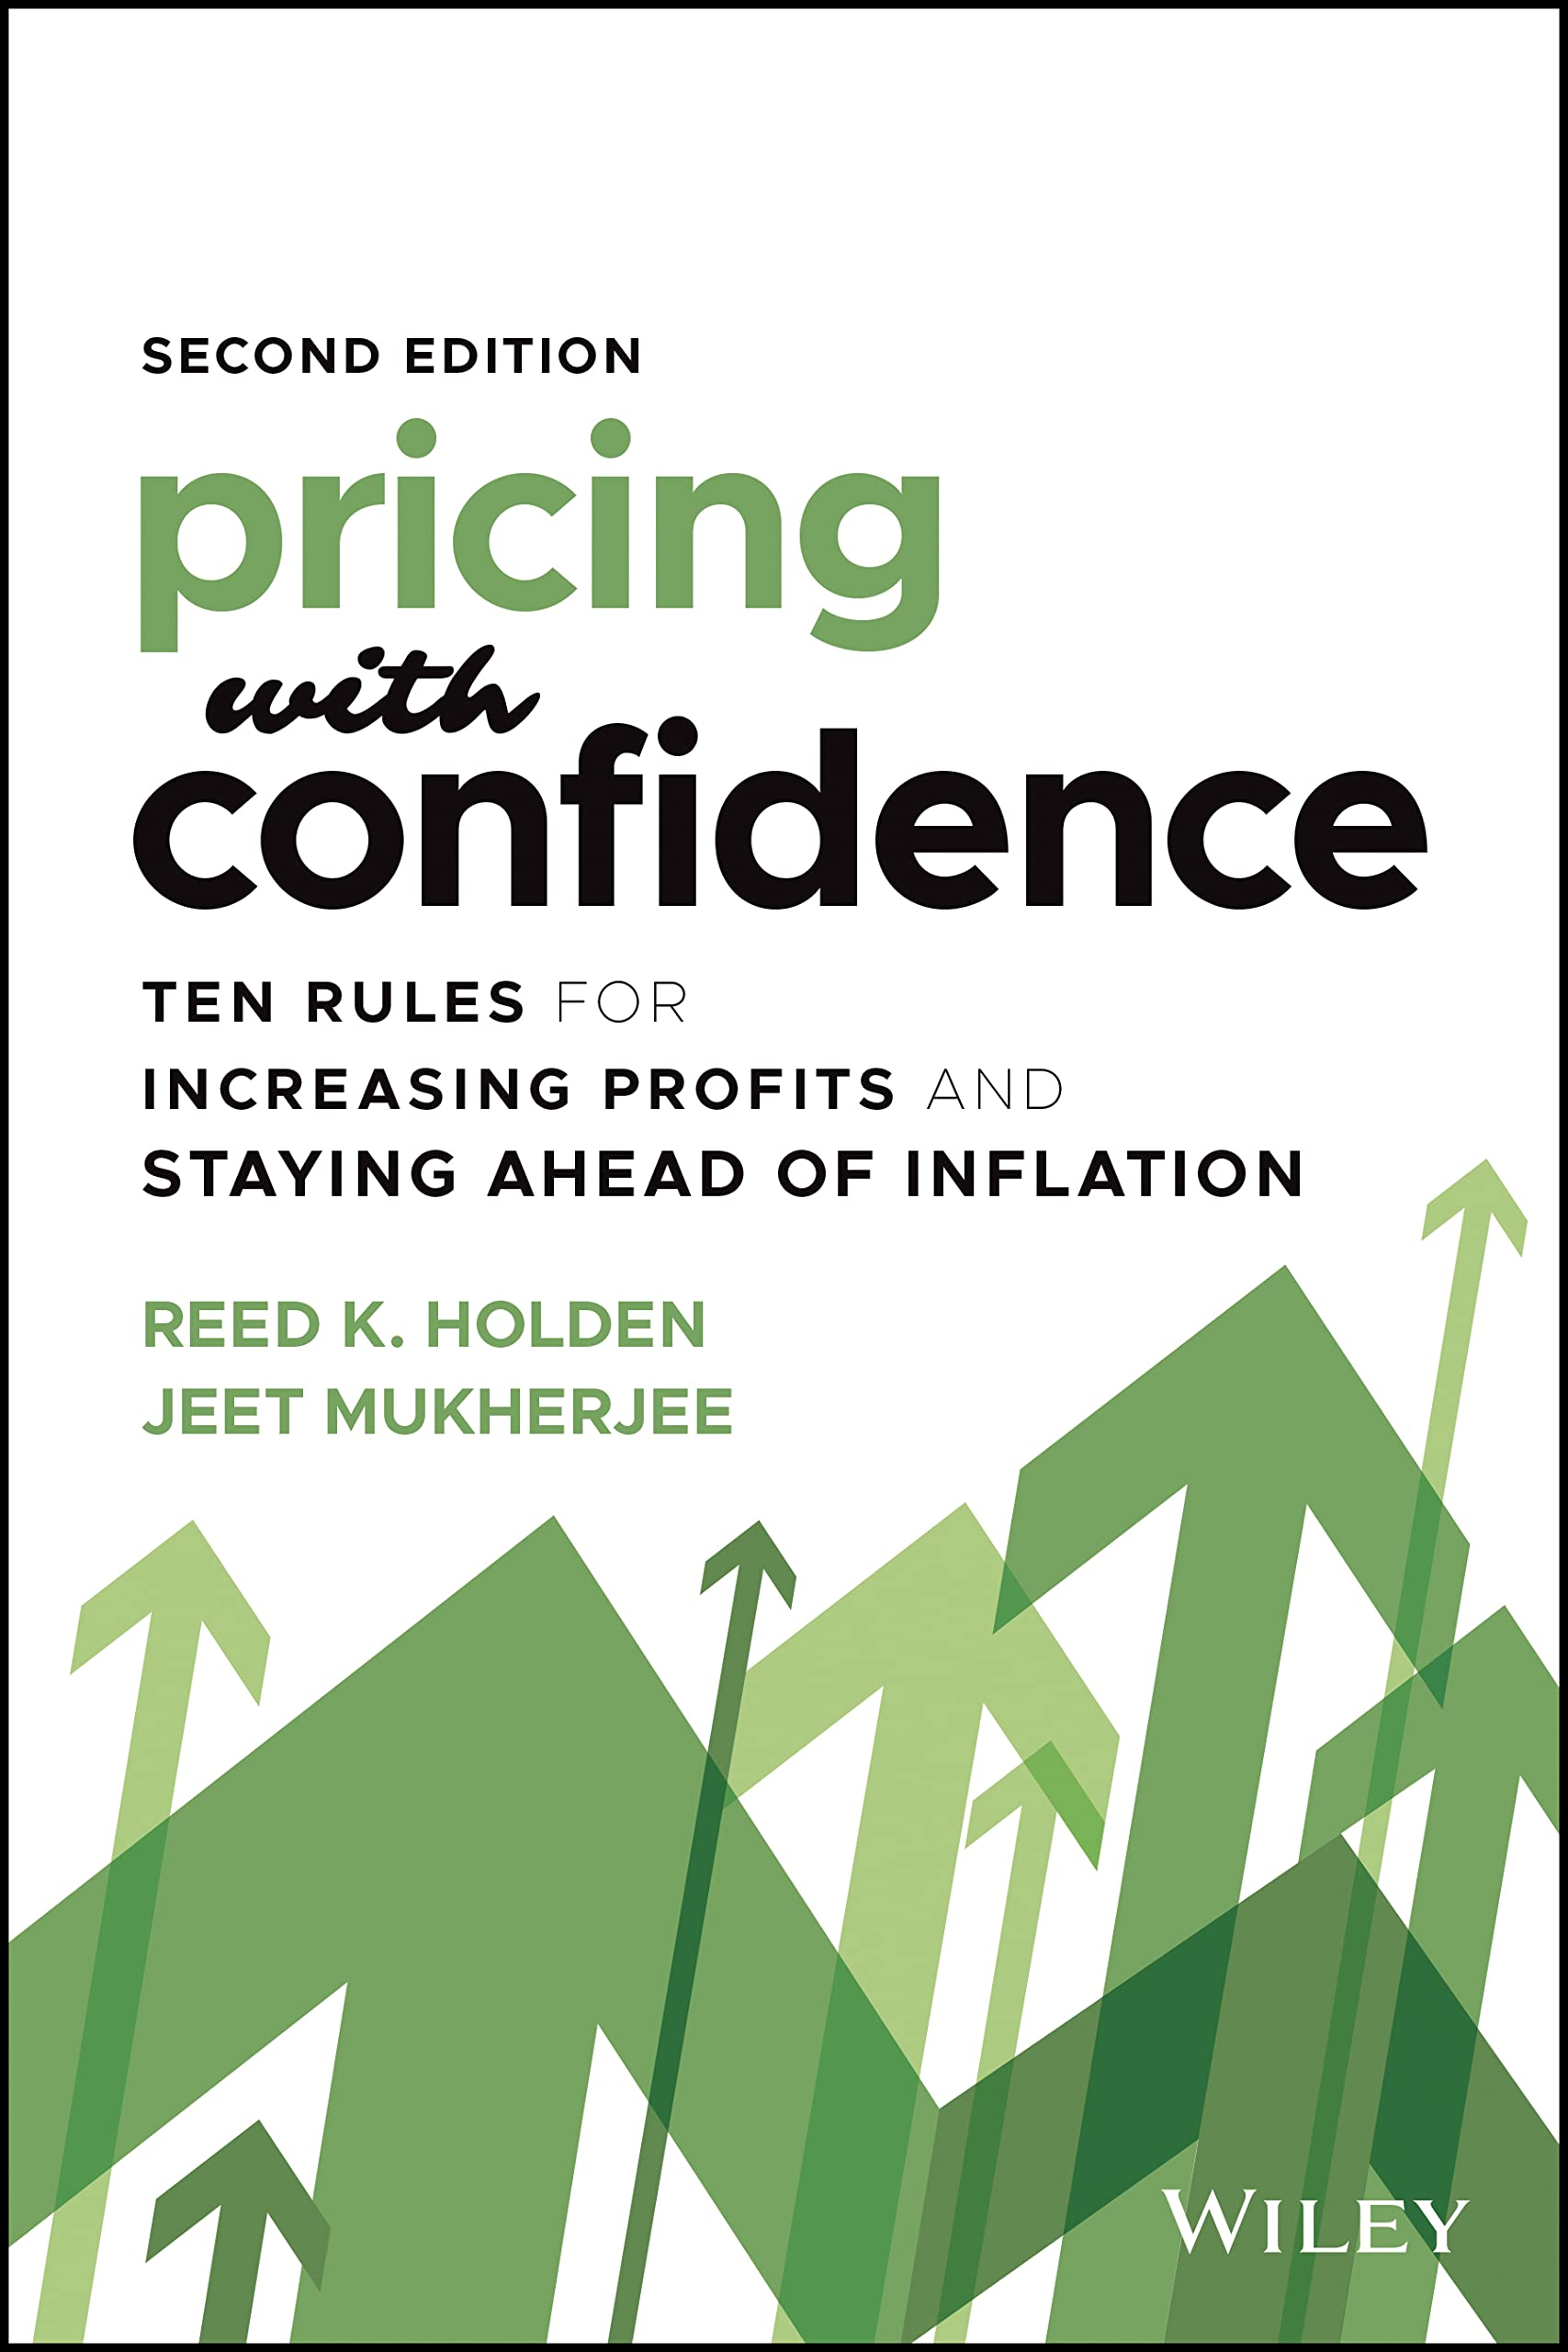 SECOND EDITION
pricing
with
confidence
TEN RULES FOR
INCREASING PROFITS AND
STAYING AHEAD OF INFLATION
REED K. HOLDEN
JEET MUKHERJEE
WILEY